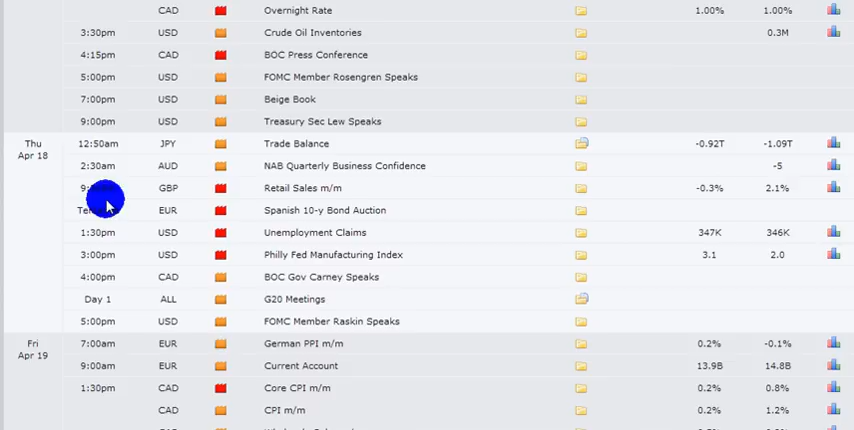 CAD Overnight Rate 1.00% 1.00%
3:30pm USD Crude Oil Inventories 0.3M
4:15pm CAD BOC Press Conference
5:00pm USD FOMC Member Rosengren Speaks
7:00pm USD Beige Book
9:00pm USD Treasury Sec Lew Speaks
Thu Apr 18 12:50am JPY Trade Balance -0.92T -1.09T
2:30am AUD NAB Quarterly Business Confidence -5
GBP Retail Sales m/m -0.3% 2.1%
EUR Spanish 10-y Bond Auction
1:30pm USD Unemployment Claims 347K 346K
3:00pm USD Philly Fed Manufacturing Index 3.1 2.0
4:00pm CAD BOC Gov Carney Speaks
Day 1 ALL G20 Meetings
5:00pm USD FOMC Member Raskin Speaks
Fri Apr 19 7:00am EUR German PPI m/m 0.2% -0.1%
9:00am EUR Current Account 13.9B 14.8B
1:30pm CAD Core CPI m/m 0.2% 0.8%
CAD CPI m/m 0.2% 1.2%